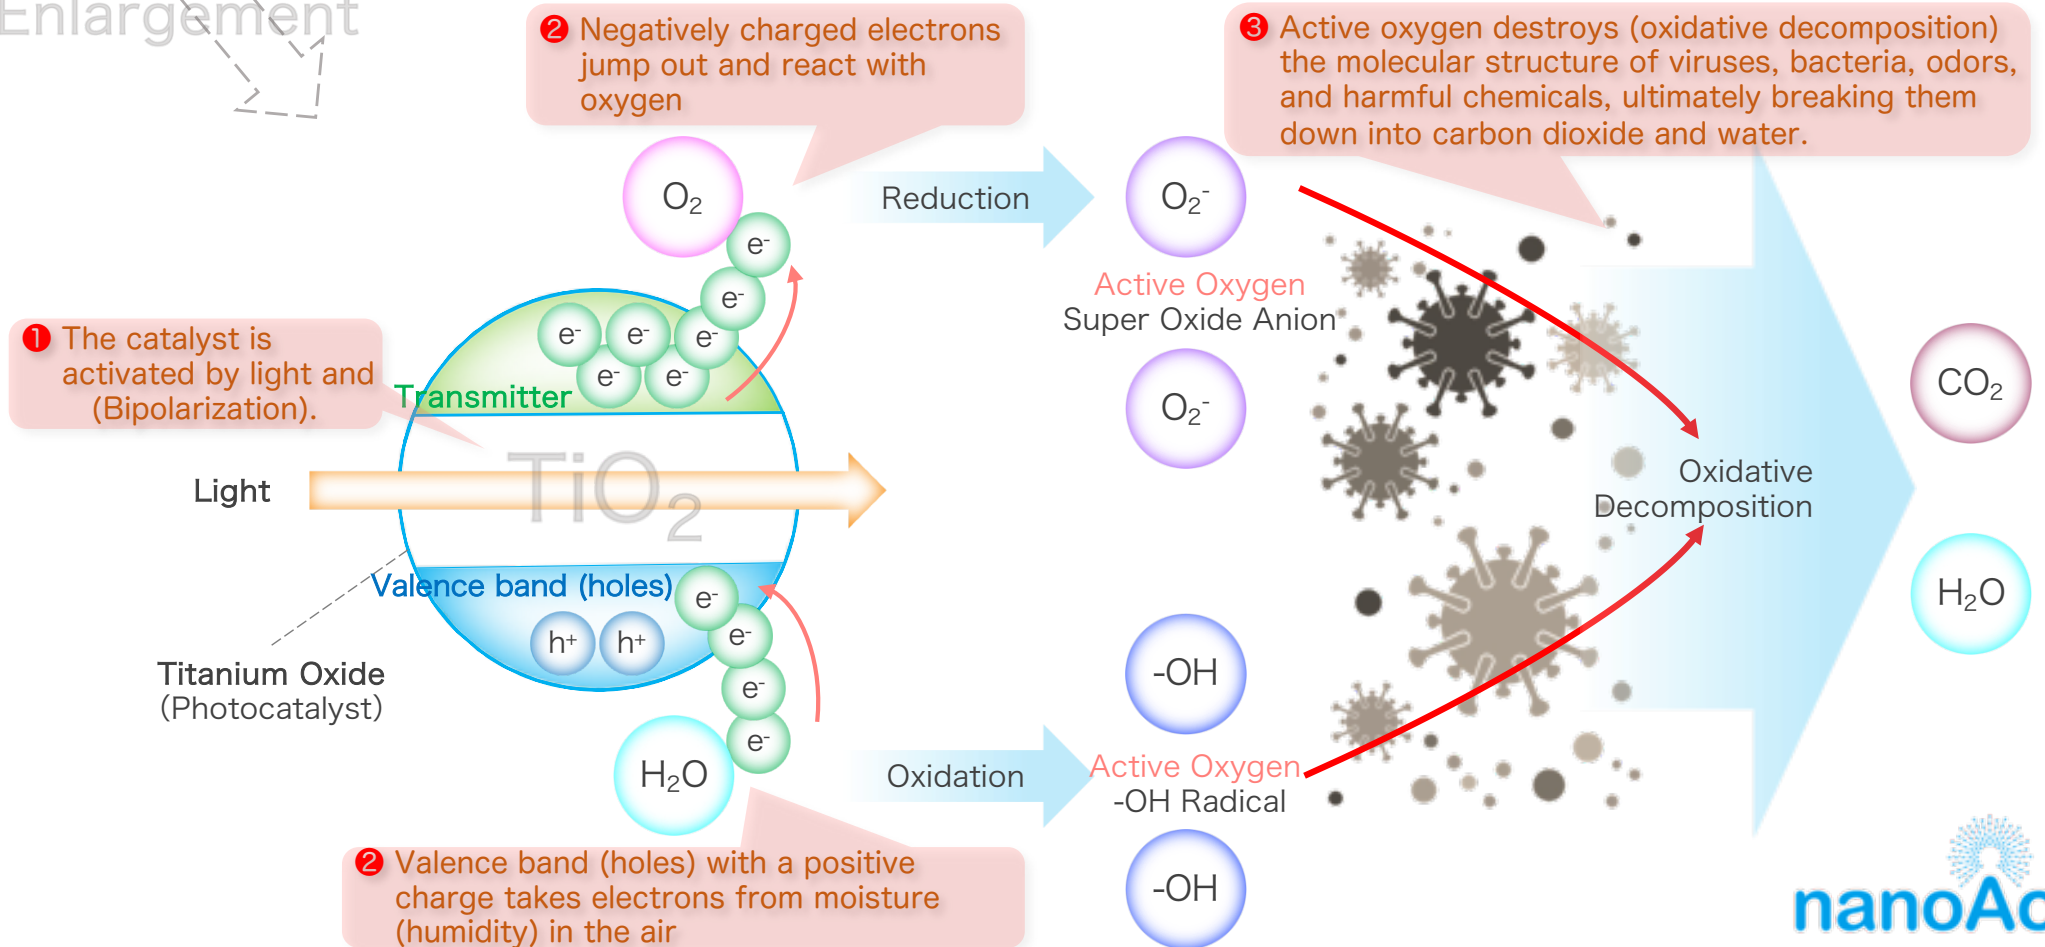 Enlargement
❷ Negatively charged electrons
jump out and react with
oxygen
❸ Active oxygen destroys (oxidative decomposition)
the molecular structure of viruses, bacteria, odors,
and harmful chemicals, ultimately breaking them
down into carbon dioxide and water.
O₂
Reduction
O₂⁻
e⁻
e⁻
Active Oxygen
Super Oxide Anion
❶ The catalyst is
activated by light and
(Bipolarization).
e⁻ e⁻ e⁻
e⁻ e⁻
Transmitter
O₂⁻
CO₂
Light
TiO₂
Oxidative
Decomposition
Valence band (holes)
e⁻
h⁺ h⁺ e⁻
H₂O
Titanium Oxide
(Photocatalyst)
e⁻
-OH
e⁻
H₂O
Oxidation
Active Oxygen
-OH Radical
❷ Valence band (holes) with a positive
charge takes electrons from moisture
(humidity) in the air
-OH
nanoAc